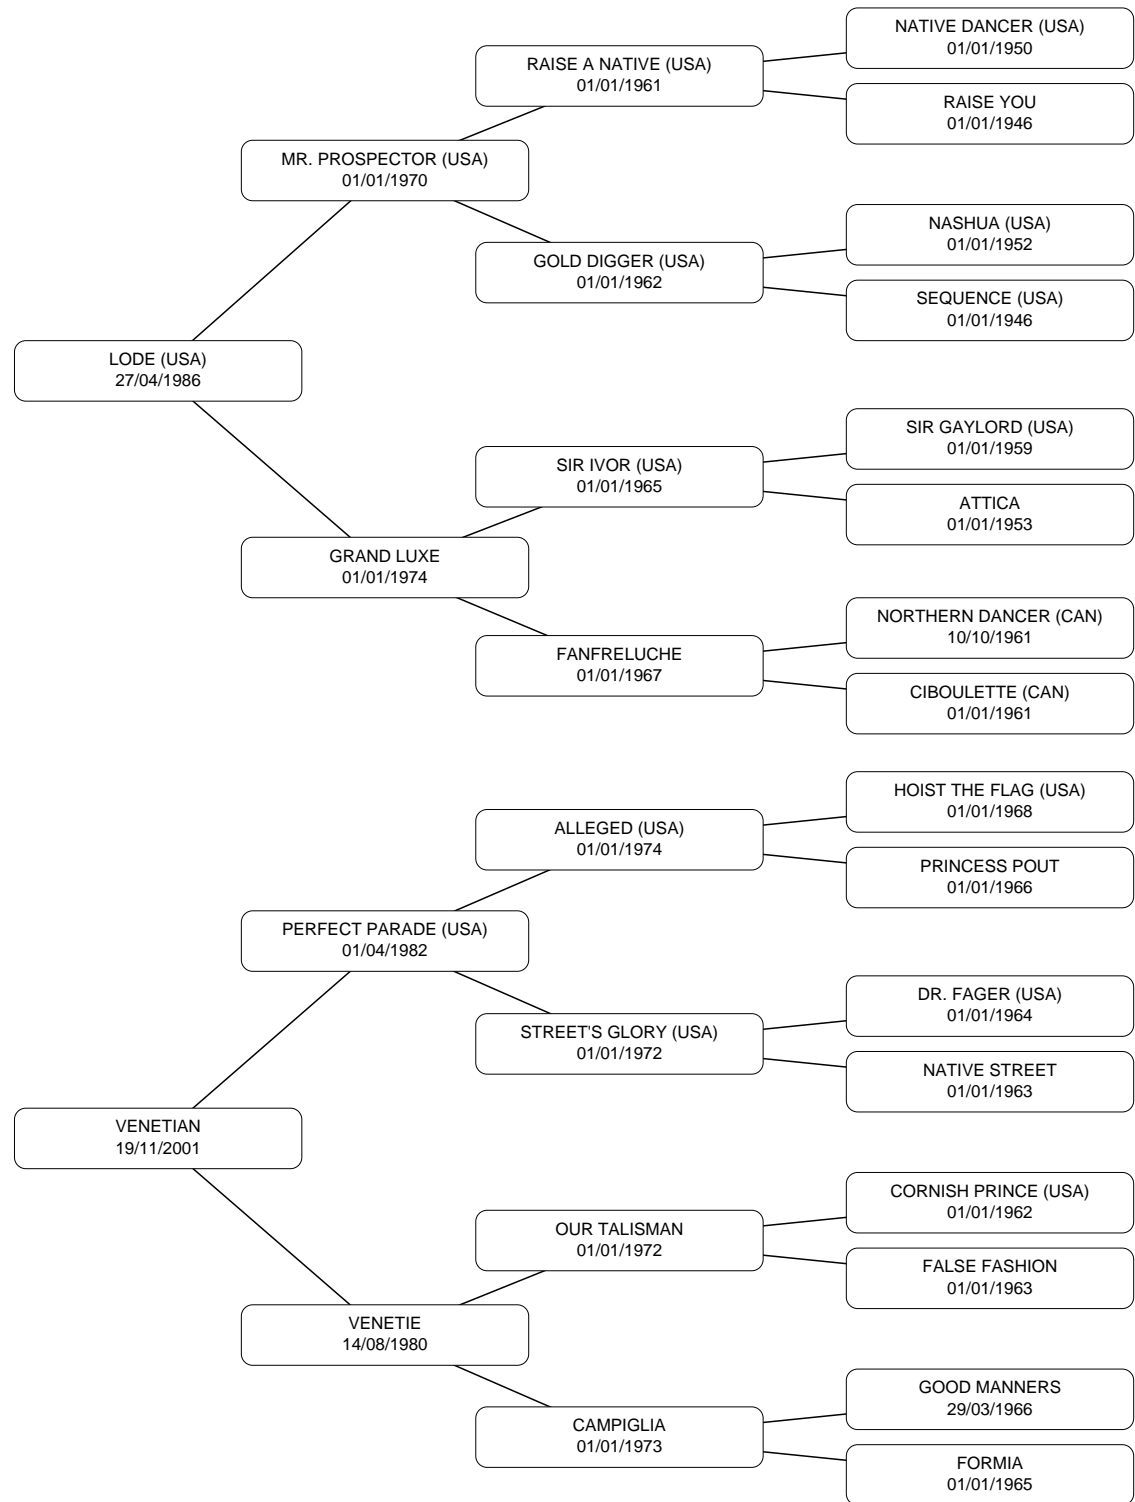 NATIVE DANCER (USA)
01/01/1950
RAISE A NATIVE (USA)
01/01/1961
RAISE YOU
01/01/1946
MR. PROSPECTOR (USA)
01/01/1970
NASHUA (USA)
01/01/1952
GOLD DIGGER (USA)
01/01/1962
SEQUENCE (USA)
01/01/1946
LODE (USA)
27/04/1986
SIR GAYLORD (USA)
01/01/1959
SIR IVOR (USA)
01/01/1965
ATTICA
01/01/1953
GRAND LUXE
01/01/1974
NORTHERN DANCER (CAN)
10/10/1961
FANFRELUCHE
01/01/1967
CIBOULETTE (CAN)
01/01/1961
HOIST THE FLAG (USA)
01/01/1968
ALLEGED (USA)
01/01/1974
PRINCESS POUT
01/01/1966
PERFECT PARADE (USA)
01/04/1982
DR. FAGER (USA)
01/01/1964
STREET'S GLORY (USA)
01/01/1972
NATIVE STREET
01/01/1963
VENETIAN
19/11/2001
CORNISH PRINCE (USA)
01/01/1962
OUR TALISMAN
01/01/1972
FALSE FASHION
01/01/1963
VENETIE
14/08/1980
GOOD MANNERS
29/03/1966
CAMPIGLIA
01/01/1973
FORMIA
01/01/1965